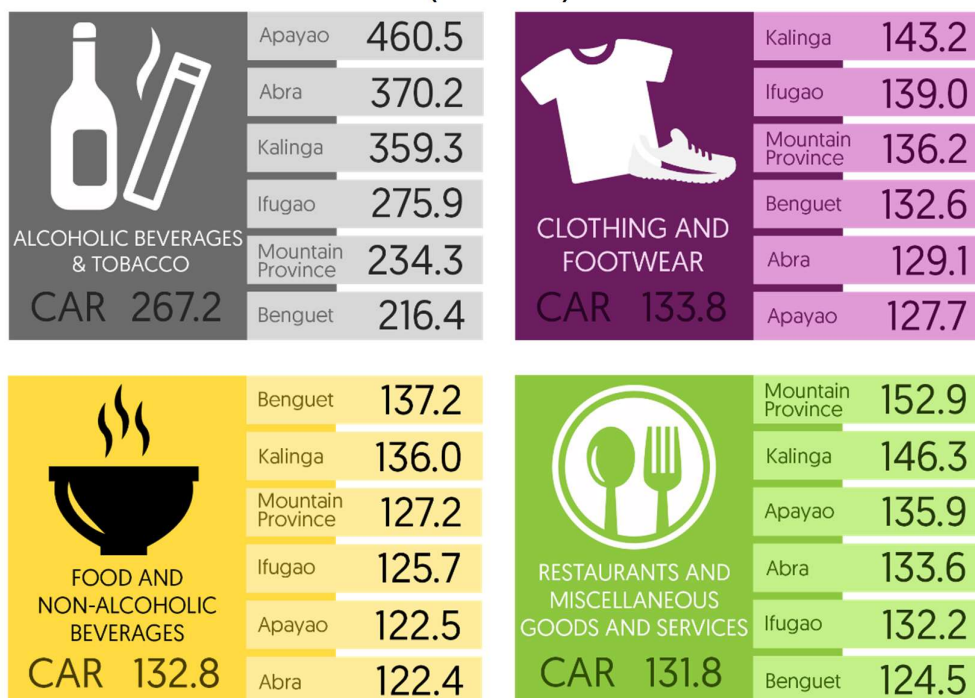 Apayao 460.5
Abra 370.2
Kalinga 359.3
Ifugao 275.9
Mountain
Province 234.3
Benguet 216.4
ALCOHOLIC BEVERAGES
& TOBACCO
CAR 267.2
Kalinga 143.2
Ifugao 139.0
Mountain
Province 136.2
Benguet 132.6
Abra 129.1
Apayao 127.7
CLOTHING AND
FOOTWEAR
CAR 133.8
Benguet 137.2
Kalinga 136.0
Mountain
Province 127.2
Ifugao 125.7
Apayao 122.5
Abra 122.4
FOOD AND
NON-ALCOHOLIC
BEVERAGES
CAR 132.8
Mountain
Province 152.9
Kalinga 146.3
Apayao 135.9
Abra 133.6
Ifugao 132.2
Benguet 124.5
RESTAURANTS AND
MISCELLANEOUS
GOODS AND SERVICES
CAR 131.8